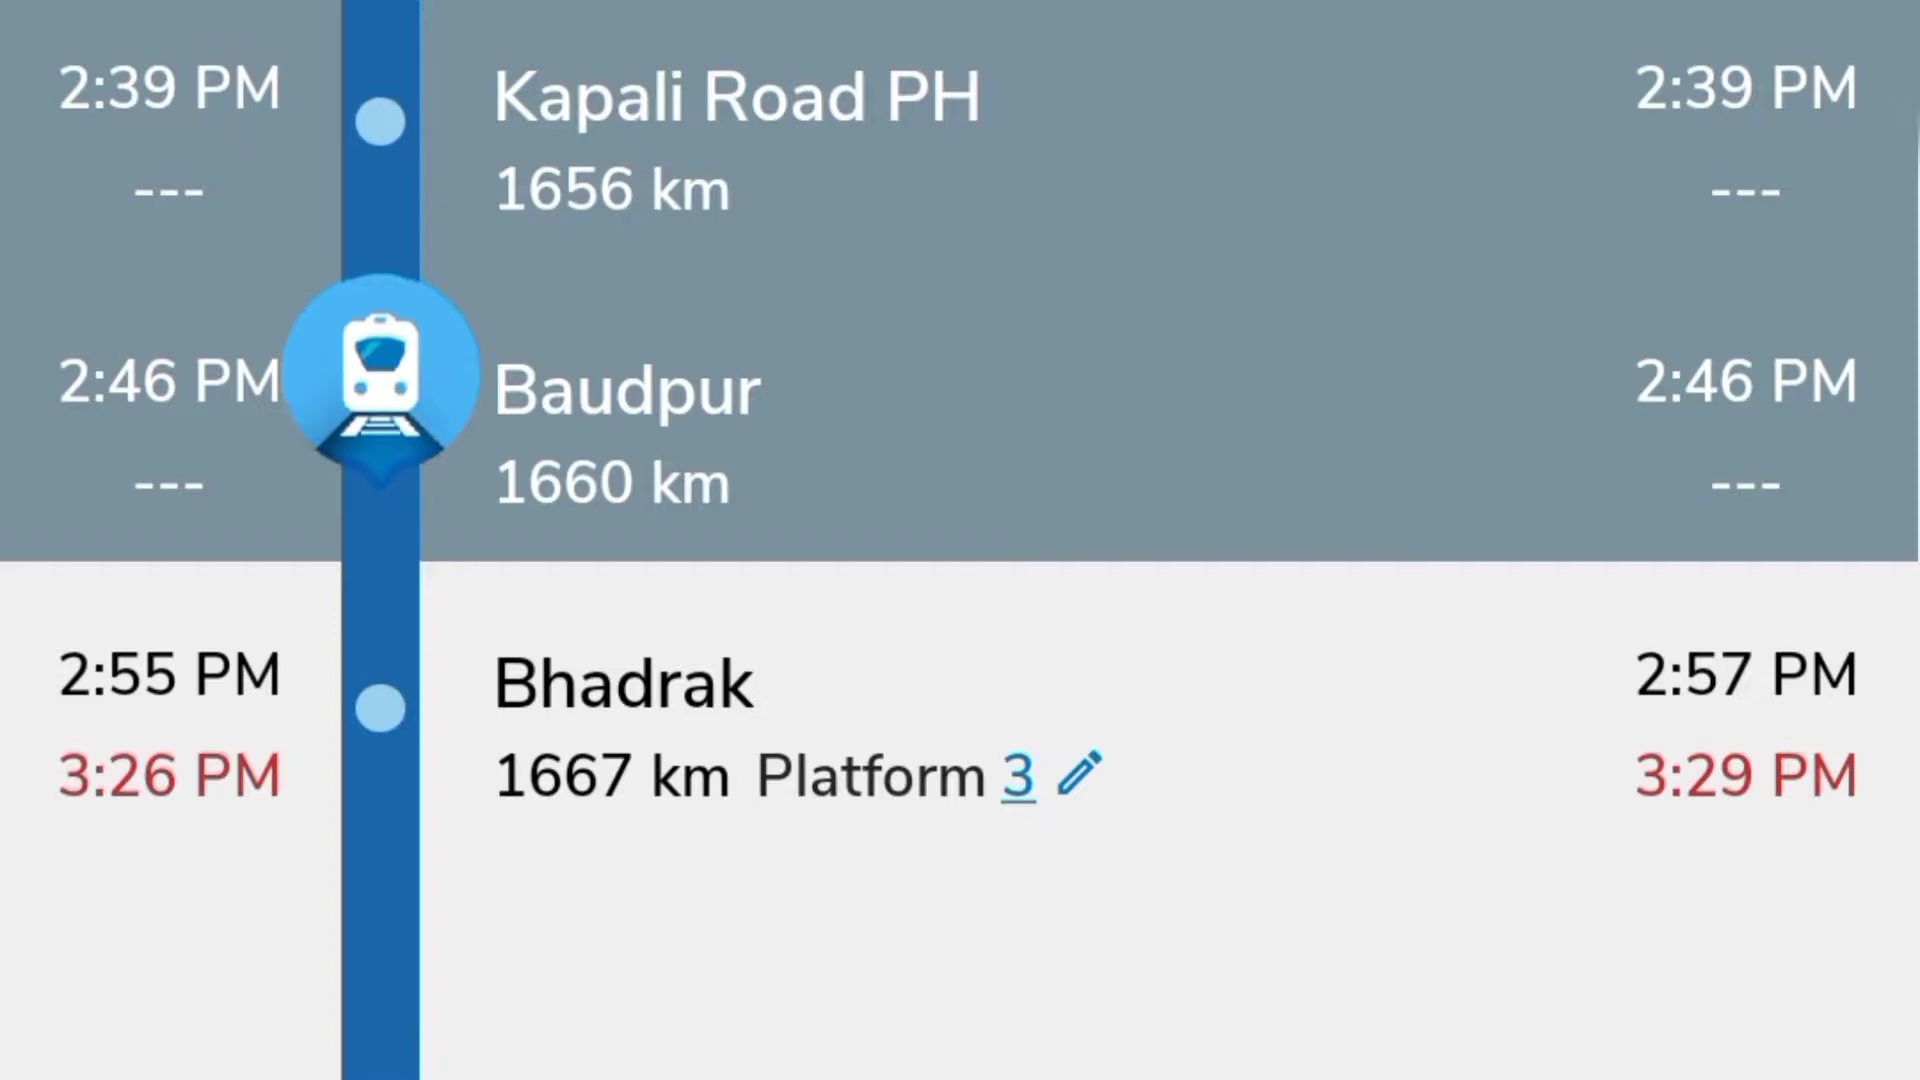 2:39 PM Kapali Road PH 2:39 PM
--- 1656 km ---
2:46 PM Baudpur 2:46 PM
--- 1660 km ---
2:55 PM Bhadrak 2:57 PM
3:26 PM 1667 km Platform 3 3:29 PM